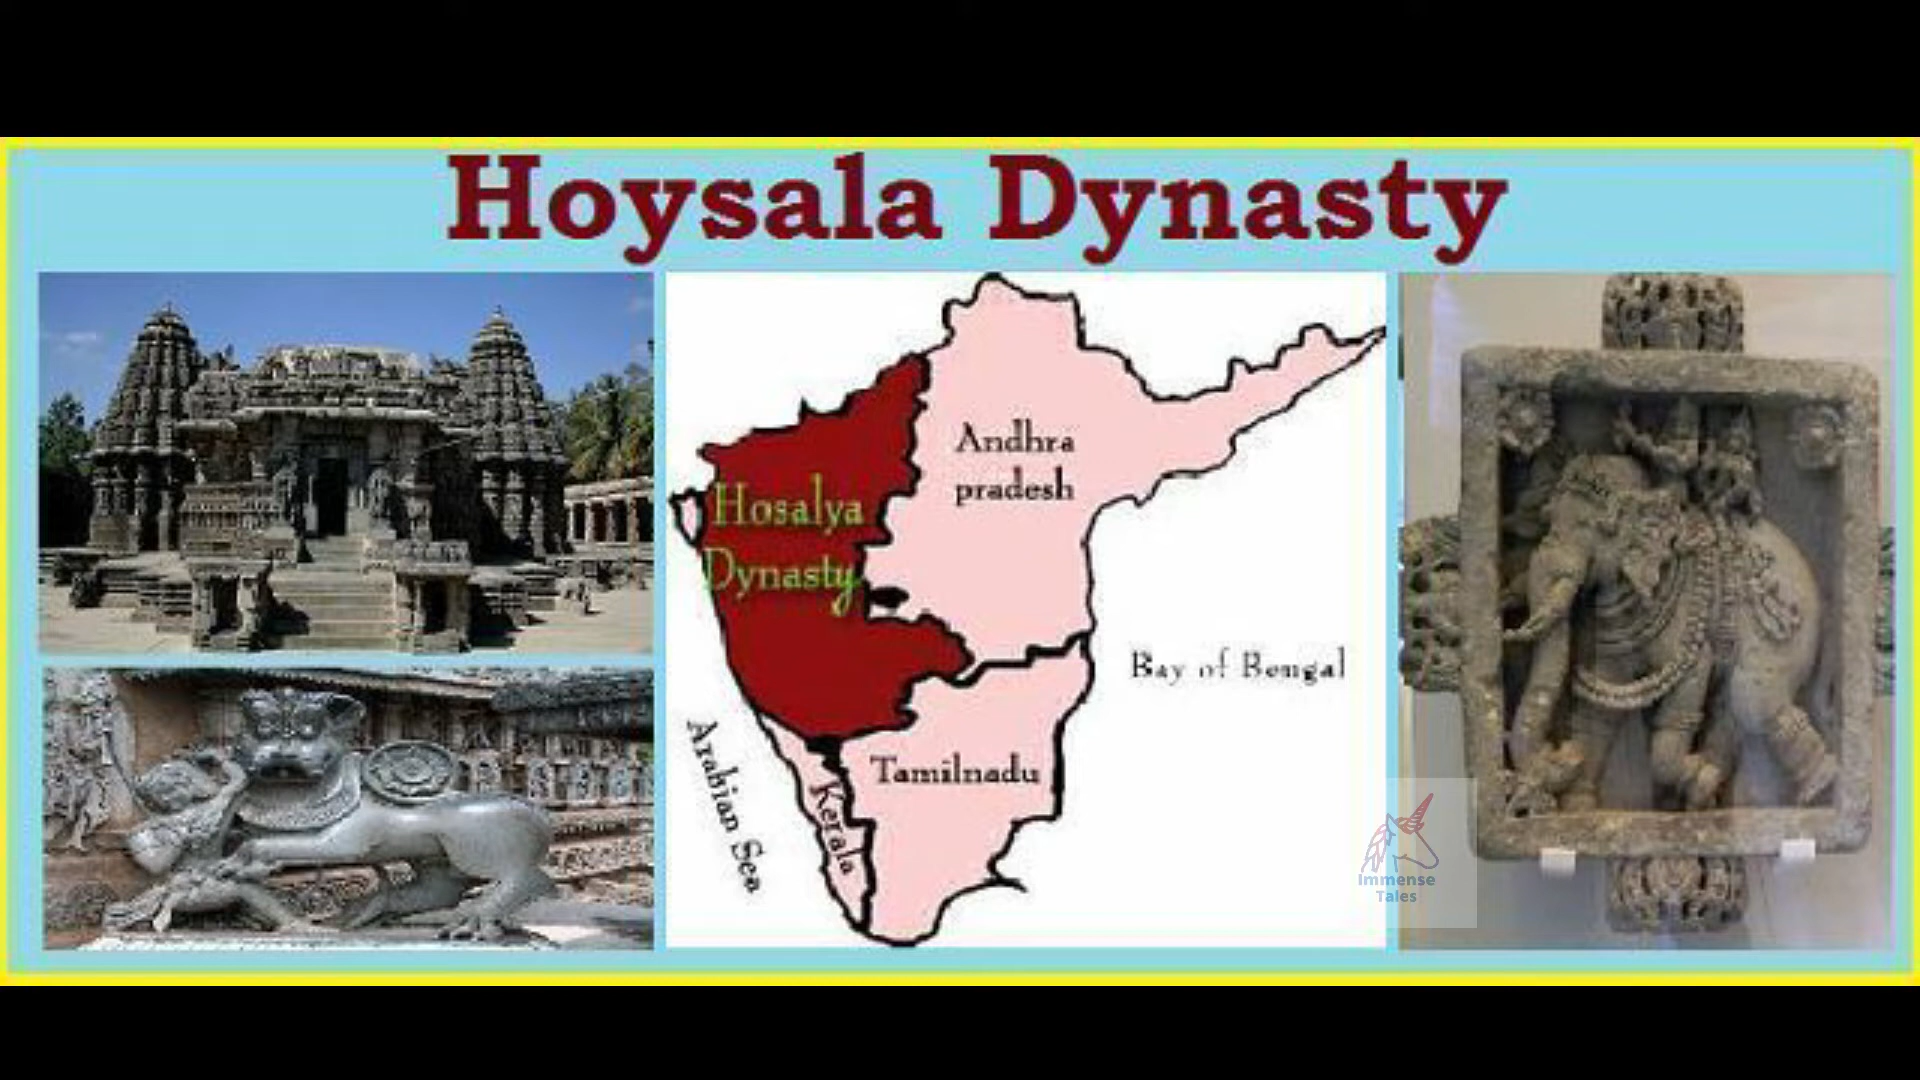 Hoysala Dynasty
Andhra
pradesh
Hosalya
Dynasty
Bay of Bengal
Arabian Sea
Tamilnadu
Kerala
Immense
Tales